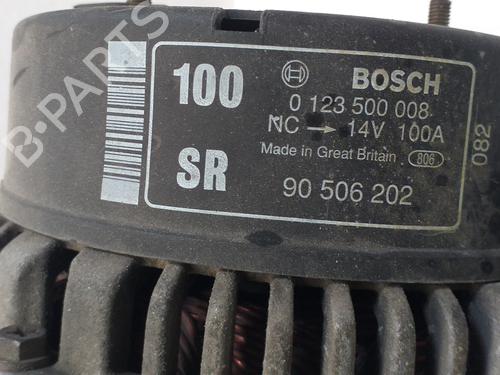 100
BOSCH
0 123 500 008
NC → 14V 100A
Made in Great Britain 806
SR
90 506 202
082
B-PARTS